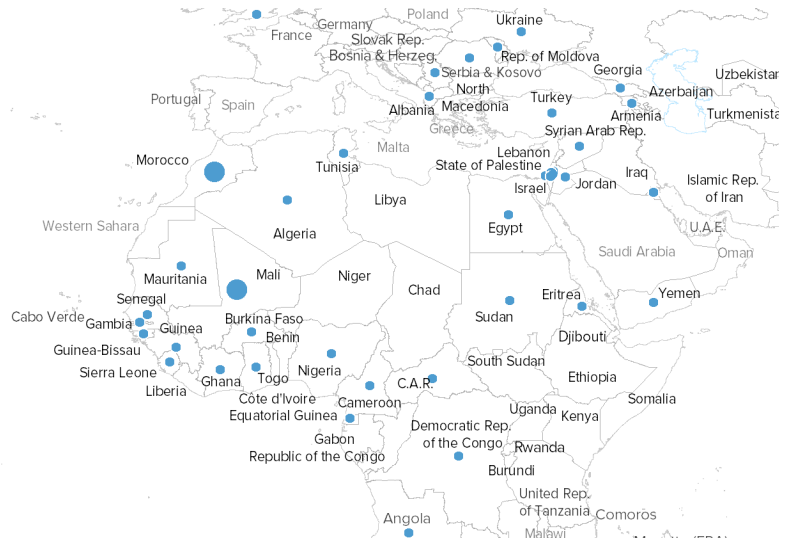 Poland
Ukraine
Germany
France
Slovak Rep.
Bosnia & Herzeg.
Rep. of Moldova
Serbia & Kosovo
Georgia
Uzbekistan
North
Macedonia
Azerbaijan
Portugal
Spain
Albania
Turkey
Armenia
Turkmenista
Greece
Syrian Arab Rep.
Malta
Lebanon
Morocco
Tunisia
State of Palestine
Israel
Jordan
Iraq
Islamic Rep.
of Iran
Libya
Western Sahara
Algeria
Egypt
U.A.E.
Saudi Arabia
Oman
Mauritania
Mali
Niger
Chad
Senegal
Eritrea
Yemen
Cabo Verde
Gambia
Guinea
Burkina Faso
Sudan
Benin
Djibouti
Guinea-Bissau
Sierra Leone
Liberia
Ghana
Togo
Nigeria
C.A.R.
South Sudan
Ethiopia
Côte d'Ivoire
Cameroon
Somalia
Equatorial Guinea
Uganda
Kenya
Democratic Rep.
of the Congo
Gabon
Republic of the Congo
Rwanda
Burundi
United Rep.
of Tanzania
Angola
Comoros
Malawi